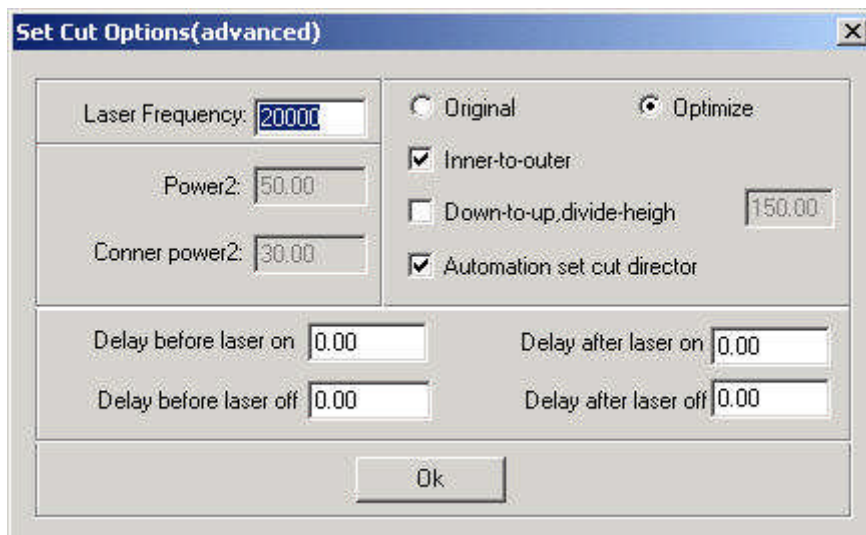 Set Cut Options(advanced)
Laser Frequency: 20000
Original Optimize
Inner-to-outer
Power2: 50.00
Down-to-up,divide-heigh 150.00
Conner power2: 30.00
Automation set cut director
Delay before laser on 0.00
Delay after laser on 0.00
Delay before laser off 0.00
Delay after laser off 0.00
Ok